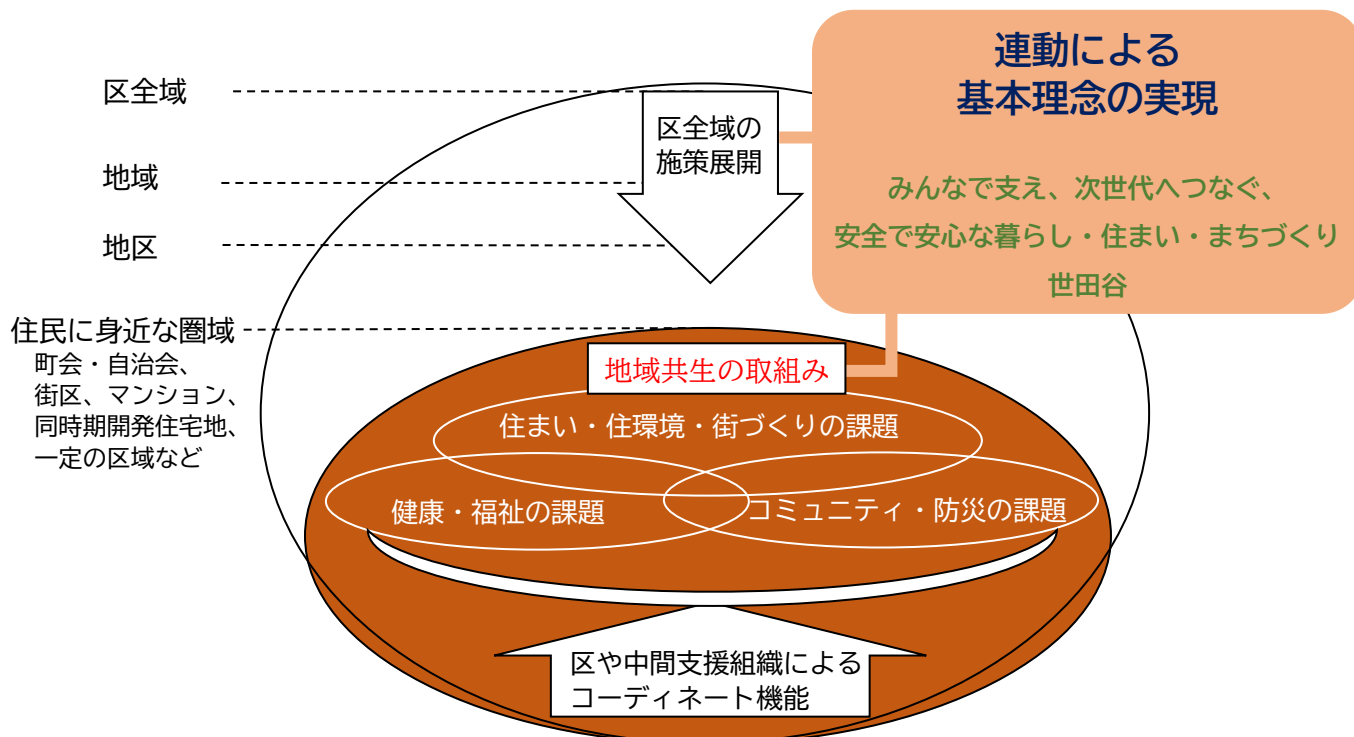 連動による
基本理念の実現
みんなで支え、次世代へつなぐ、
安全で安心な暮らし・住まい・まちづくり
世田谷
区全域
地域
地区
住民に身近な圏域
町会・自治会、
街区、マンション、
同時期開発住宅地、
一定の区域など
区全域の
施策展開
地域共生の取組み
住まい・住環境・街づくりの課題
健康・福祉の課題
コミュニティ・防災の課題
区や中間支援組織による
コーディネート機能